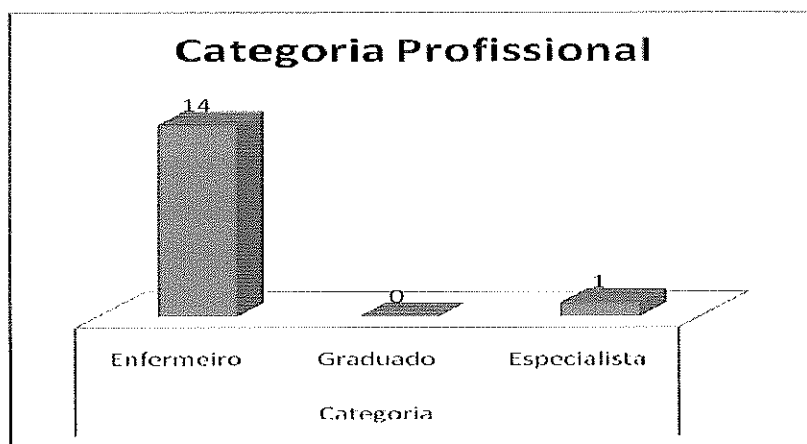 Categoria Profissional
14
0
1
Enfermeiro Graduado Especialista
Categoria